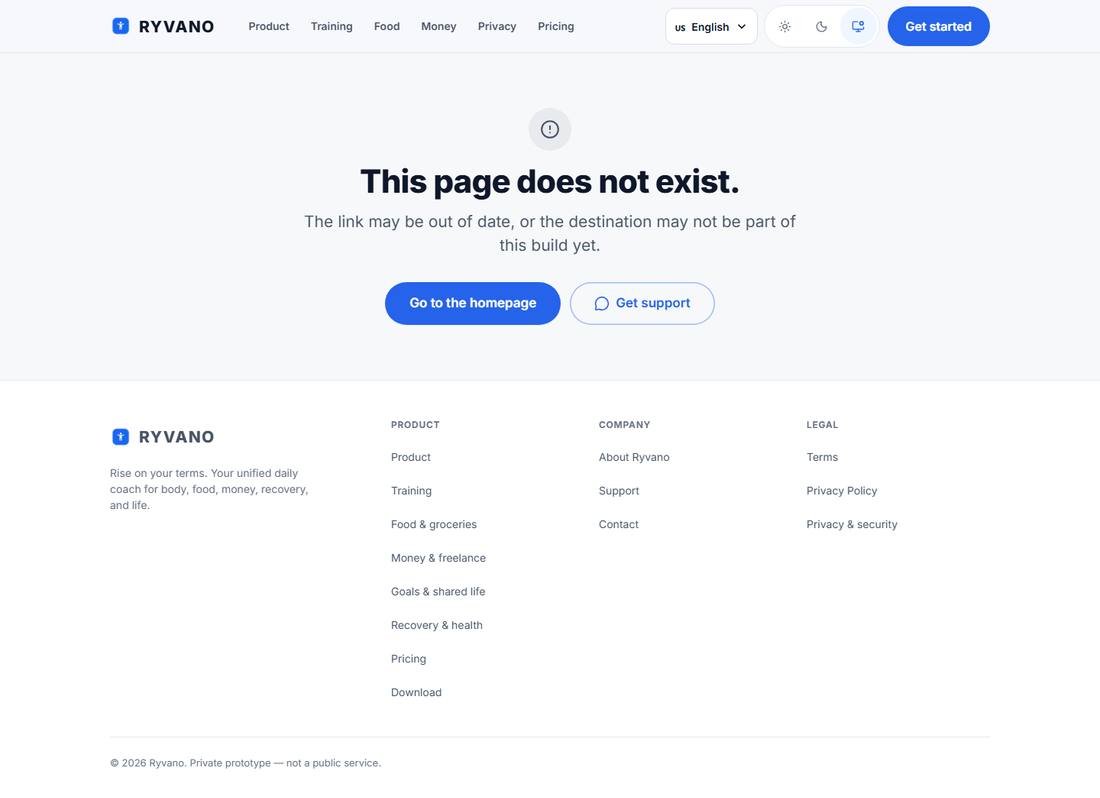 RYVANO
Product
Training
Food
Money
Privacy
Pricing
us English
Get started
This page does not exist.
The link may be out of date, or the destination may not be part of
this build yet.
Go to the homepage
Get support
RYVANO
Rise on your terms. Your unified daily
coach for body, food, money, recovery,
and life.
PRODUCT
Product
Training
Food & groceries
Money & freelance
Goals & shared life
Recovery & health
Pricing
Download
COMPANY
About Ryvano
Support
Contact
LEGAL
Terms
Privacy Policy
Privacy & security
© 2026 Ryvano. Private prototype — not a public service.